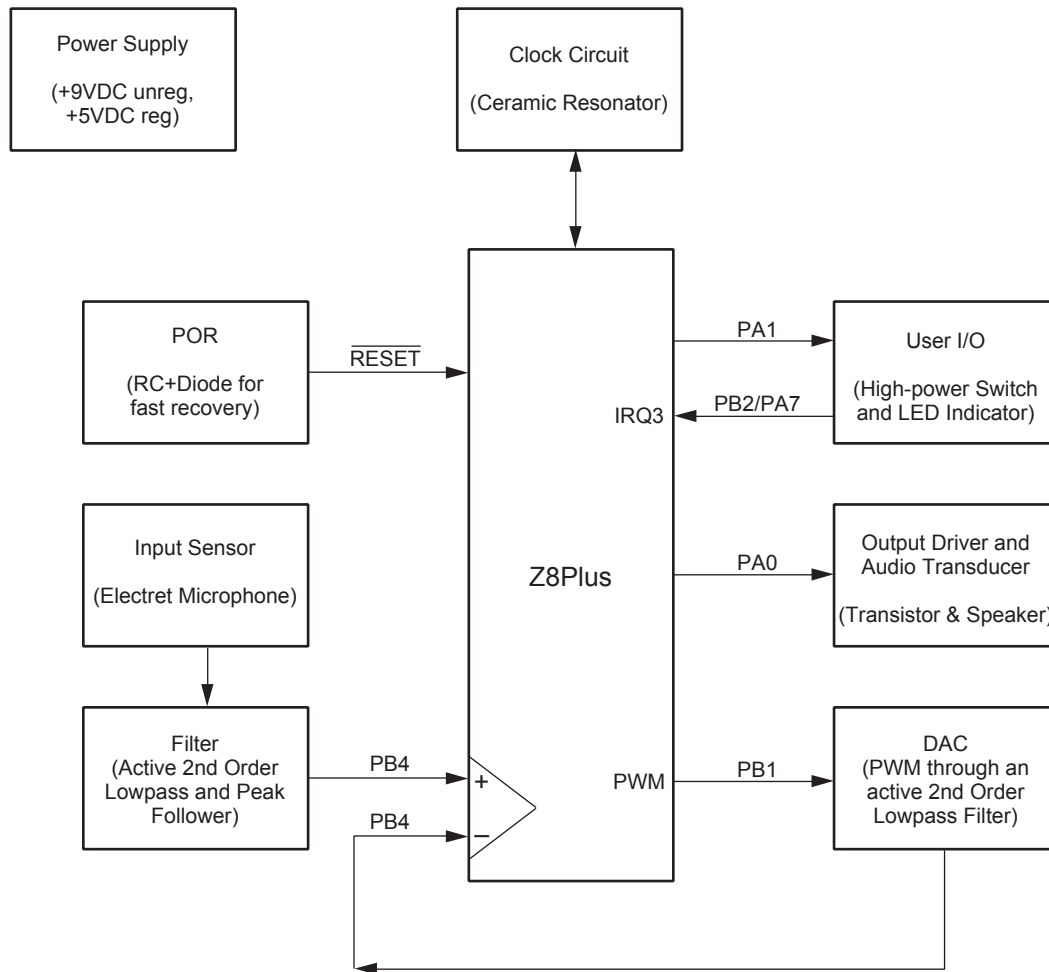 Power Supply
(+9VDC unreg,
+5VDC reg)
Clock Circuit
(Ceramic Resonator)
POR
(RC+Diode for
fast recovery)
RESET
PA1
User I/O
(High-power Switch
and LED Indicator)
IRQ3
PB2/PA7
Input Sensor
(Electret Microphone)
Z8Plus
PA0
Output Driver and
Audio Transducer
(Transistor & Speaker)
Filter
(Active 2nd Order
Lowpass and Peak
Follower)
PB4
+
PB4
−
PWM
PB1
DAC
(PWM through an
active 2nd Order
Lowpass Filter)